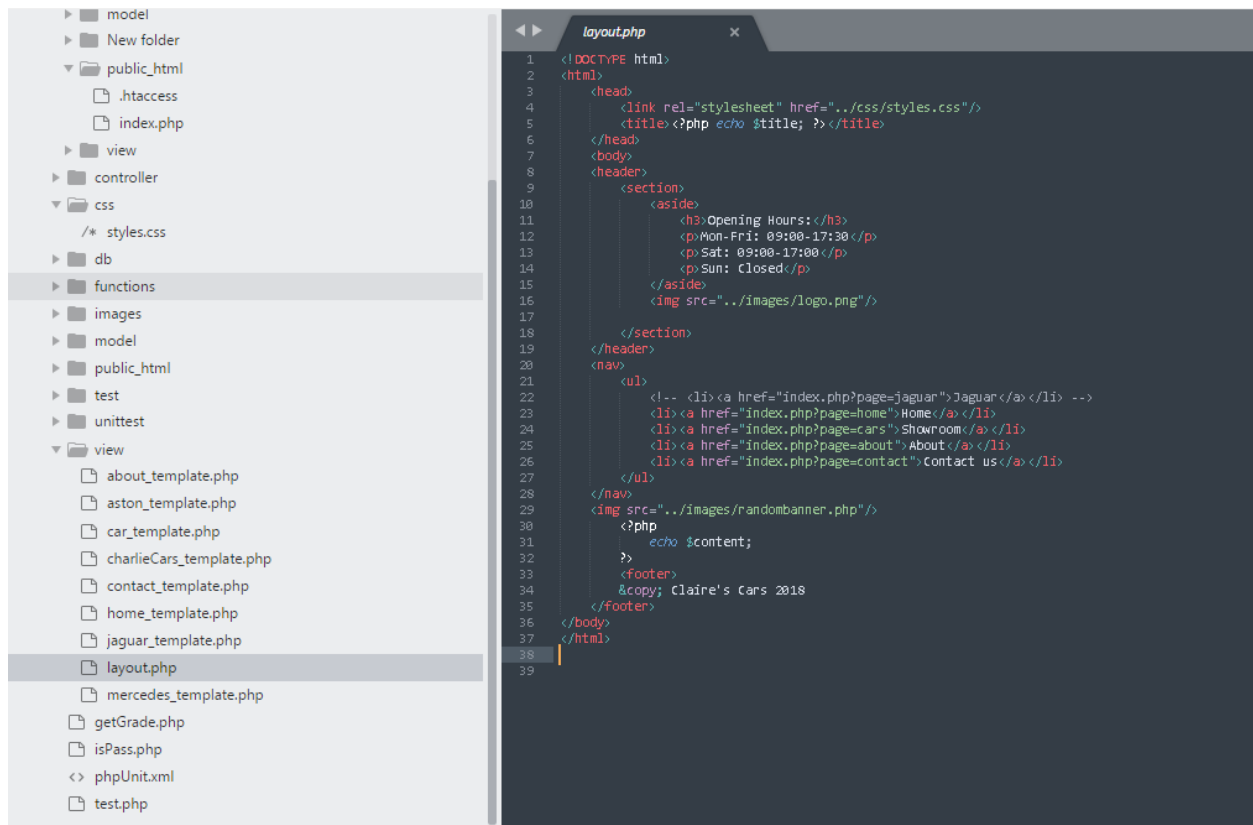 model
New folder
public_html
.htaccess
index.php
view
controller
css
/* styles.css
db
functions
images
model
public_html
test
unittest
view
about_template.php
aston_template.php
car_template.php
charlieCars_template.php
contact_template.php
home_template.php
jaguar_template.php
layout.php
mercedes_template.php
getGrade.php
isPass.php
<> phpUnit.xml
test.php
layout.php ×
1 <!DOCTYPE html>
2 <html>
3 <head>
4 <link rel="stylesheet" href="../css/styles.css"/>
5 <title><?php echo $title; ?></title>
6 </head>
7 <body>
8 <header>
9 <section>
10 <aside>
11 <h3>Opening Hours:</h3>
12 <p>Mon-Fri: 09:00-17:30</p>
13 <p>Sat: 09:00-17:00</p>
14 <p>Sun: Closed</p>
15 </aside>
16 <img src="../images/logo.png"/>
17
18 </section>
19 </header>
20 <nav>
21 <ul>
22 <!-- <li><a href="index.php?page=jaguar">Jaguar</a></li> -->
23 <li><a href="index.php?page=home">Home</a></li>
24 <li><a href="index.php?page=cars">Showroom</a></li>
25 <li><a href="index.php?page=about">About</a></li>
26 <li><a href="index.php?page=contact">Contact us</a></li>
27 </ul>
28 </nav>
29 <img src="../images/randombanner.php"/>
30 <?php
31 echo $content;
32 ?>
33 <footer>
34 &copy; Claire's Cars 2018
35 </footer>
36 </body>
37 </html>
38
39